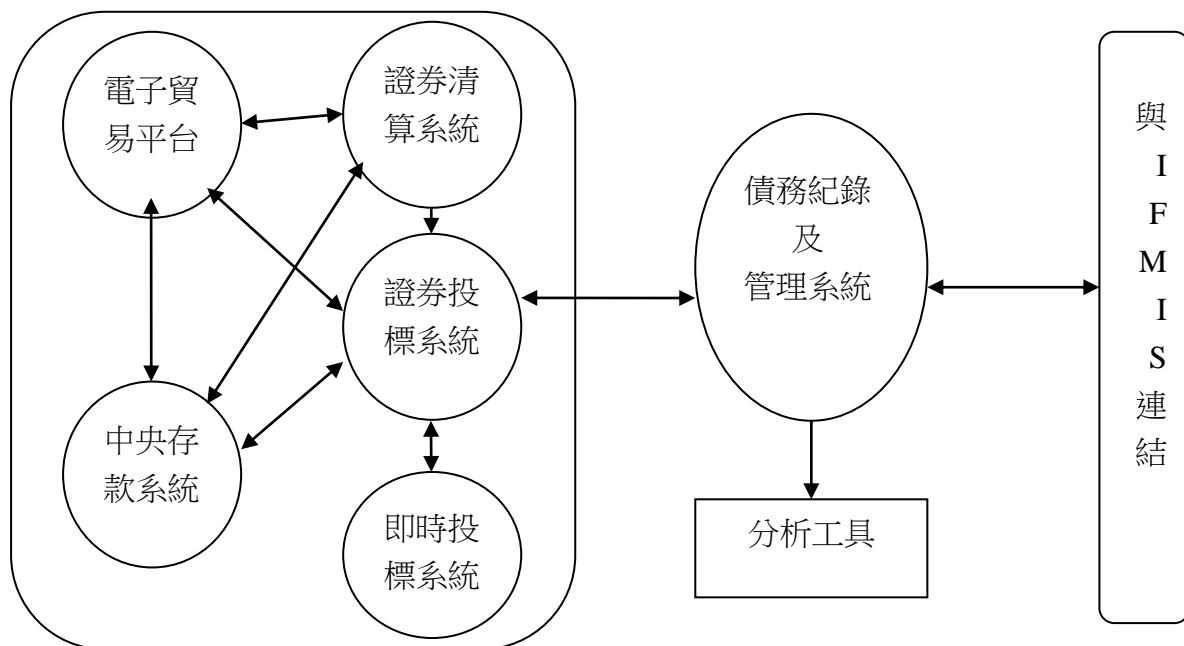 電子貿
易平台
證券清
算系統
證券投
標系統
中央存
款系統
即時投
標系統
債務紀錄
及
管理系統
分析工具
與
I
F
M
I
S
連
結